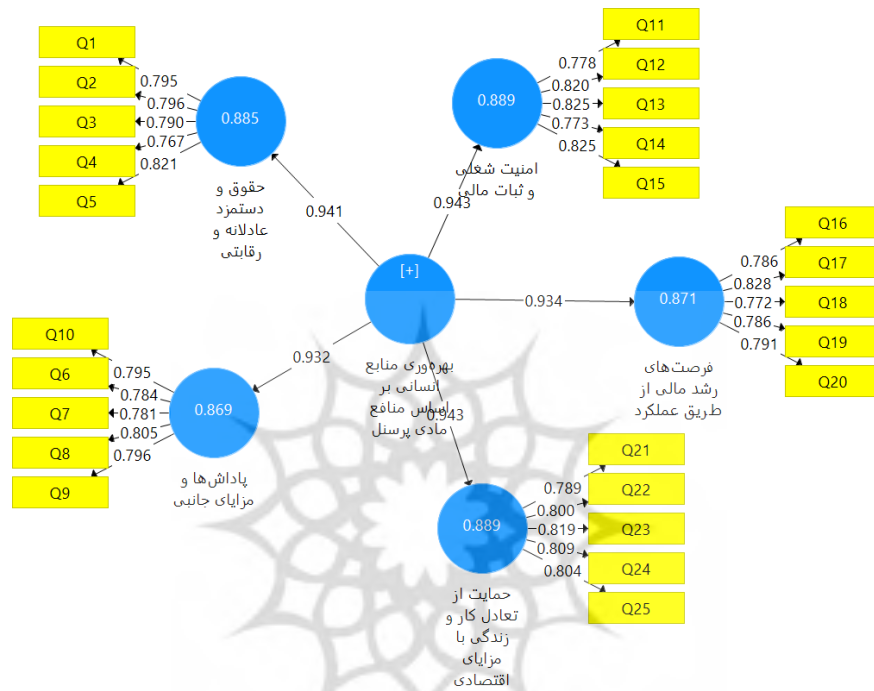 Q1
Q2
Q3
Q4
Q5
0.795
0.796
0.790
0.767
0.821
0.885
حقوق و
دستمزد
عادلانه و
رقابتی
0.941
Q11
Q12
Q13
Q14
Q15
0.778
0.820
0.825
0.773
0.825
0.889
امنیت شغلی
و ثبات مالی
0.943
[+]
بهره‌وری منابع
انسانی بر
اساس منافع
مادی پرسنل
Q16
Q17
Q18
Q19
Q20
0.786
0.828
0.772
0.786
0.791
0.871
فرصت‌های
رشد مالی از
طریق عملکرد
0.934
Q10
Q6
Q7
Q8
Q9
0.795
0.784
0.781
0.805
0.796
0.869
پاداش‌ها و
مزایای جانبی
0.932
0.943
Q21
Q22
Q23
Q24
Q25
0.789
0.800
0.819
0.809
0.804
0.889
حمایت از
تعادل کار و
زندگی با
مزایای
اقتصادی